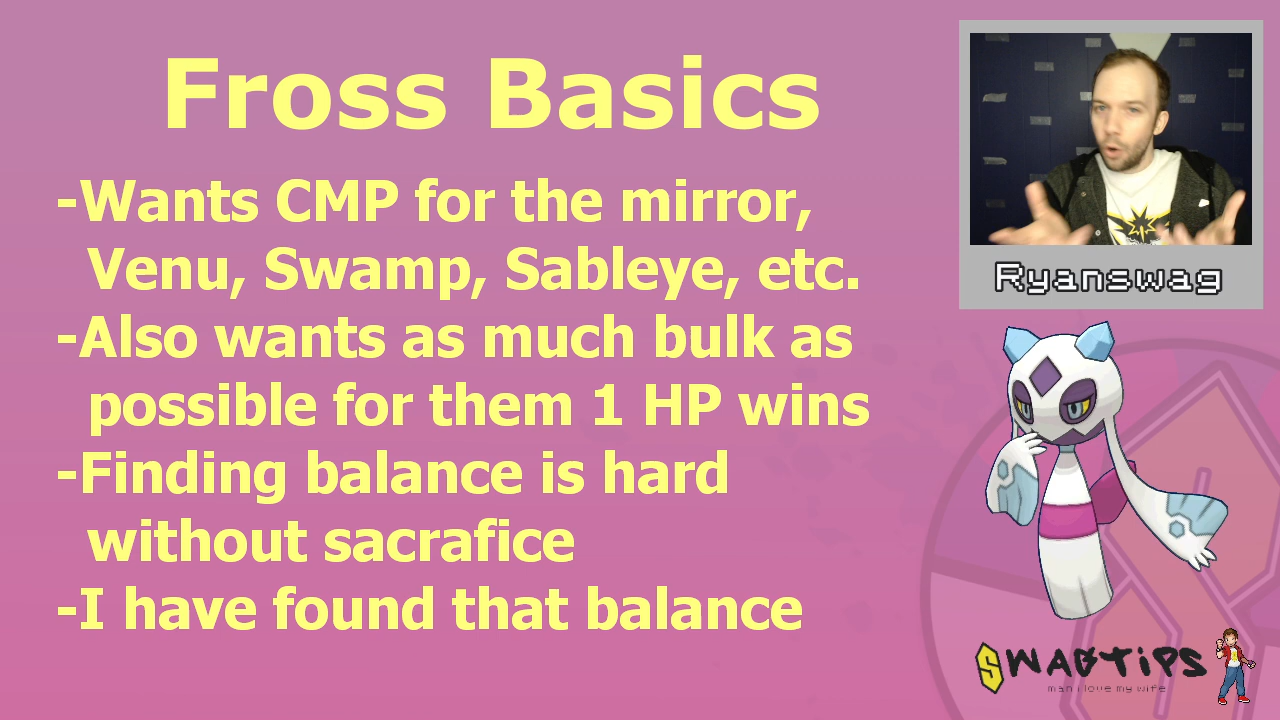 Fross Basics
-Wants CMP for the mirror,
Venu, Swamp, Sableye, etc.
-Also wants as much bulk as
possible for them 1 HP wins
-Finding balance is hard
without sacrafice
-I have found that balance
Ryanswag
SWAGTiPS
man i love my wife